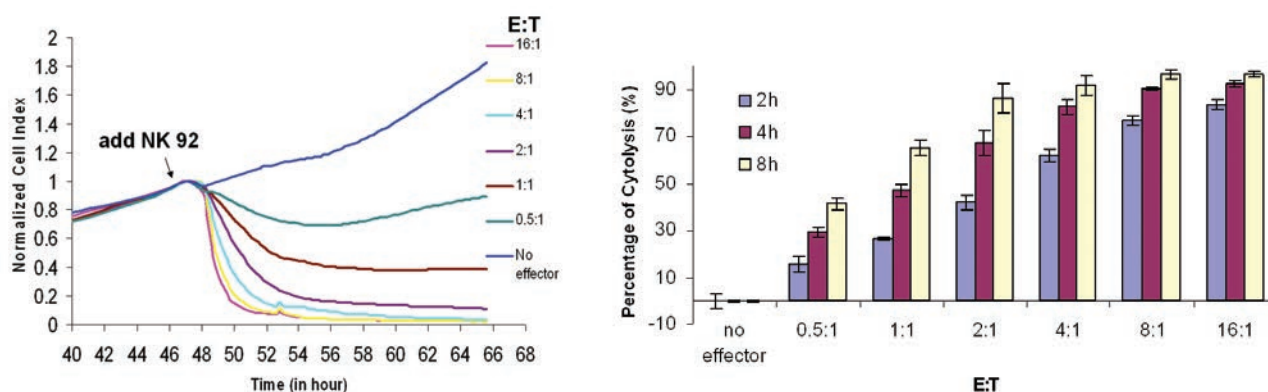 E:T
2
1.8
1.6
1.4
1.2
1
0.8
0.6
0.4
0.2
0
Normalized Cell Index
add NK 92
16:1
8:1
4:1
2:1
1:1
0.5:1
No
effector
40 42 44 46 48 50 52 54 56 58 60 62 64 66 68
Time (in hour)
Percentage of Cytolysis (%)
90
70
50
30
10
-10
2h
4h
8h
no
effector
0.5:1 1:1 2:1 4:1 8:1 16:1
E:T